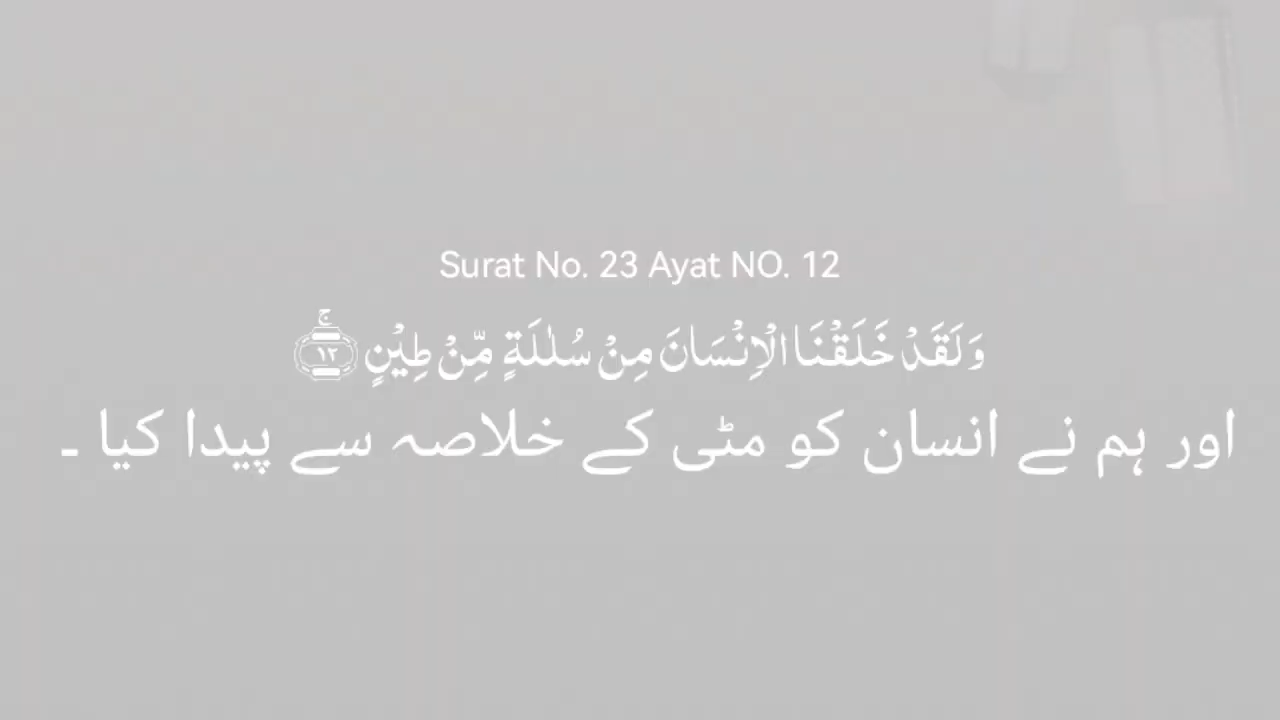 Surat No. 23 Ayat NO. 12
وَلَقَدْ خَلَقْنَا الْاِنْسَانَ مِنْ سُلٰلَةٍ مِّنْ طِيْنٍ ۚ۝۱۲
اور ہم نے انسان کو مٹی کے خلاصہ سے پیدا کیا ۔